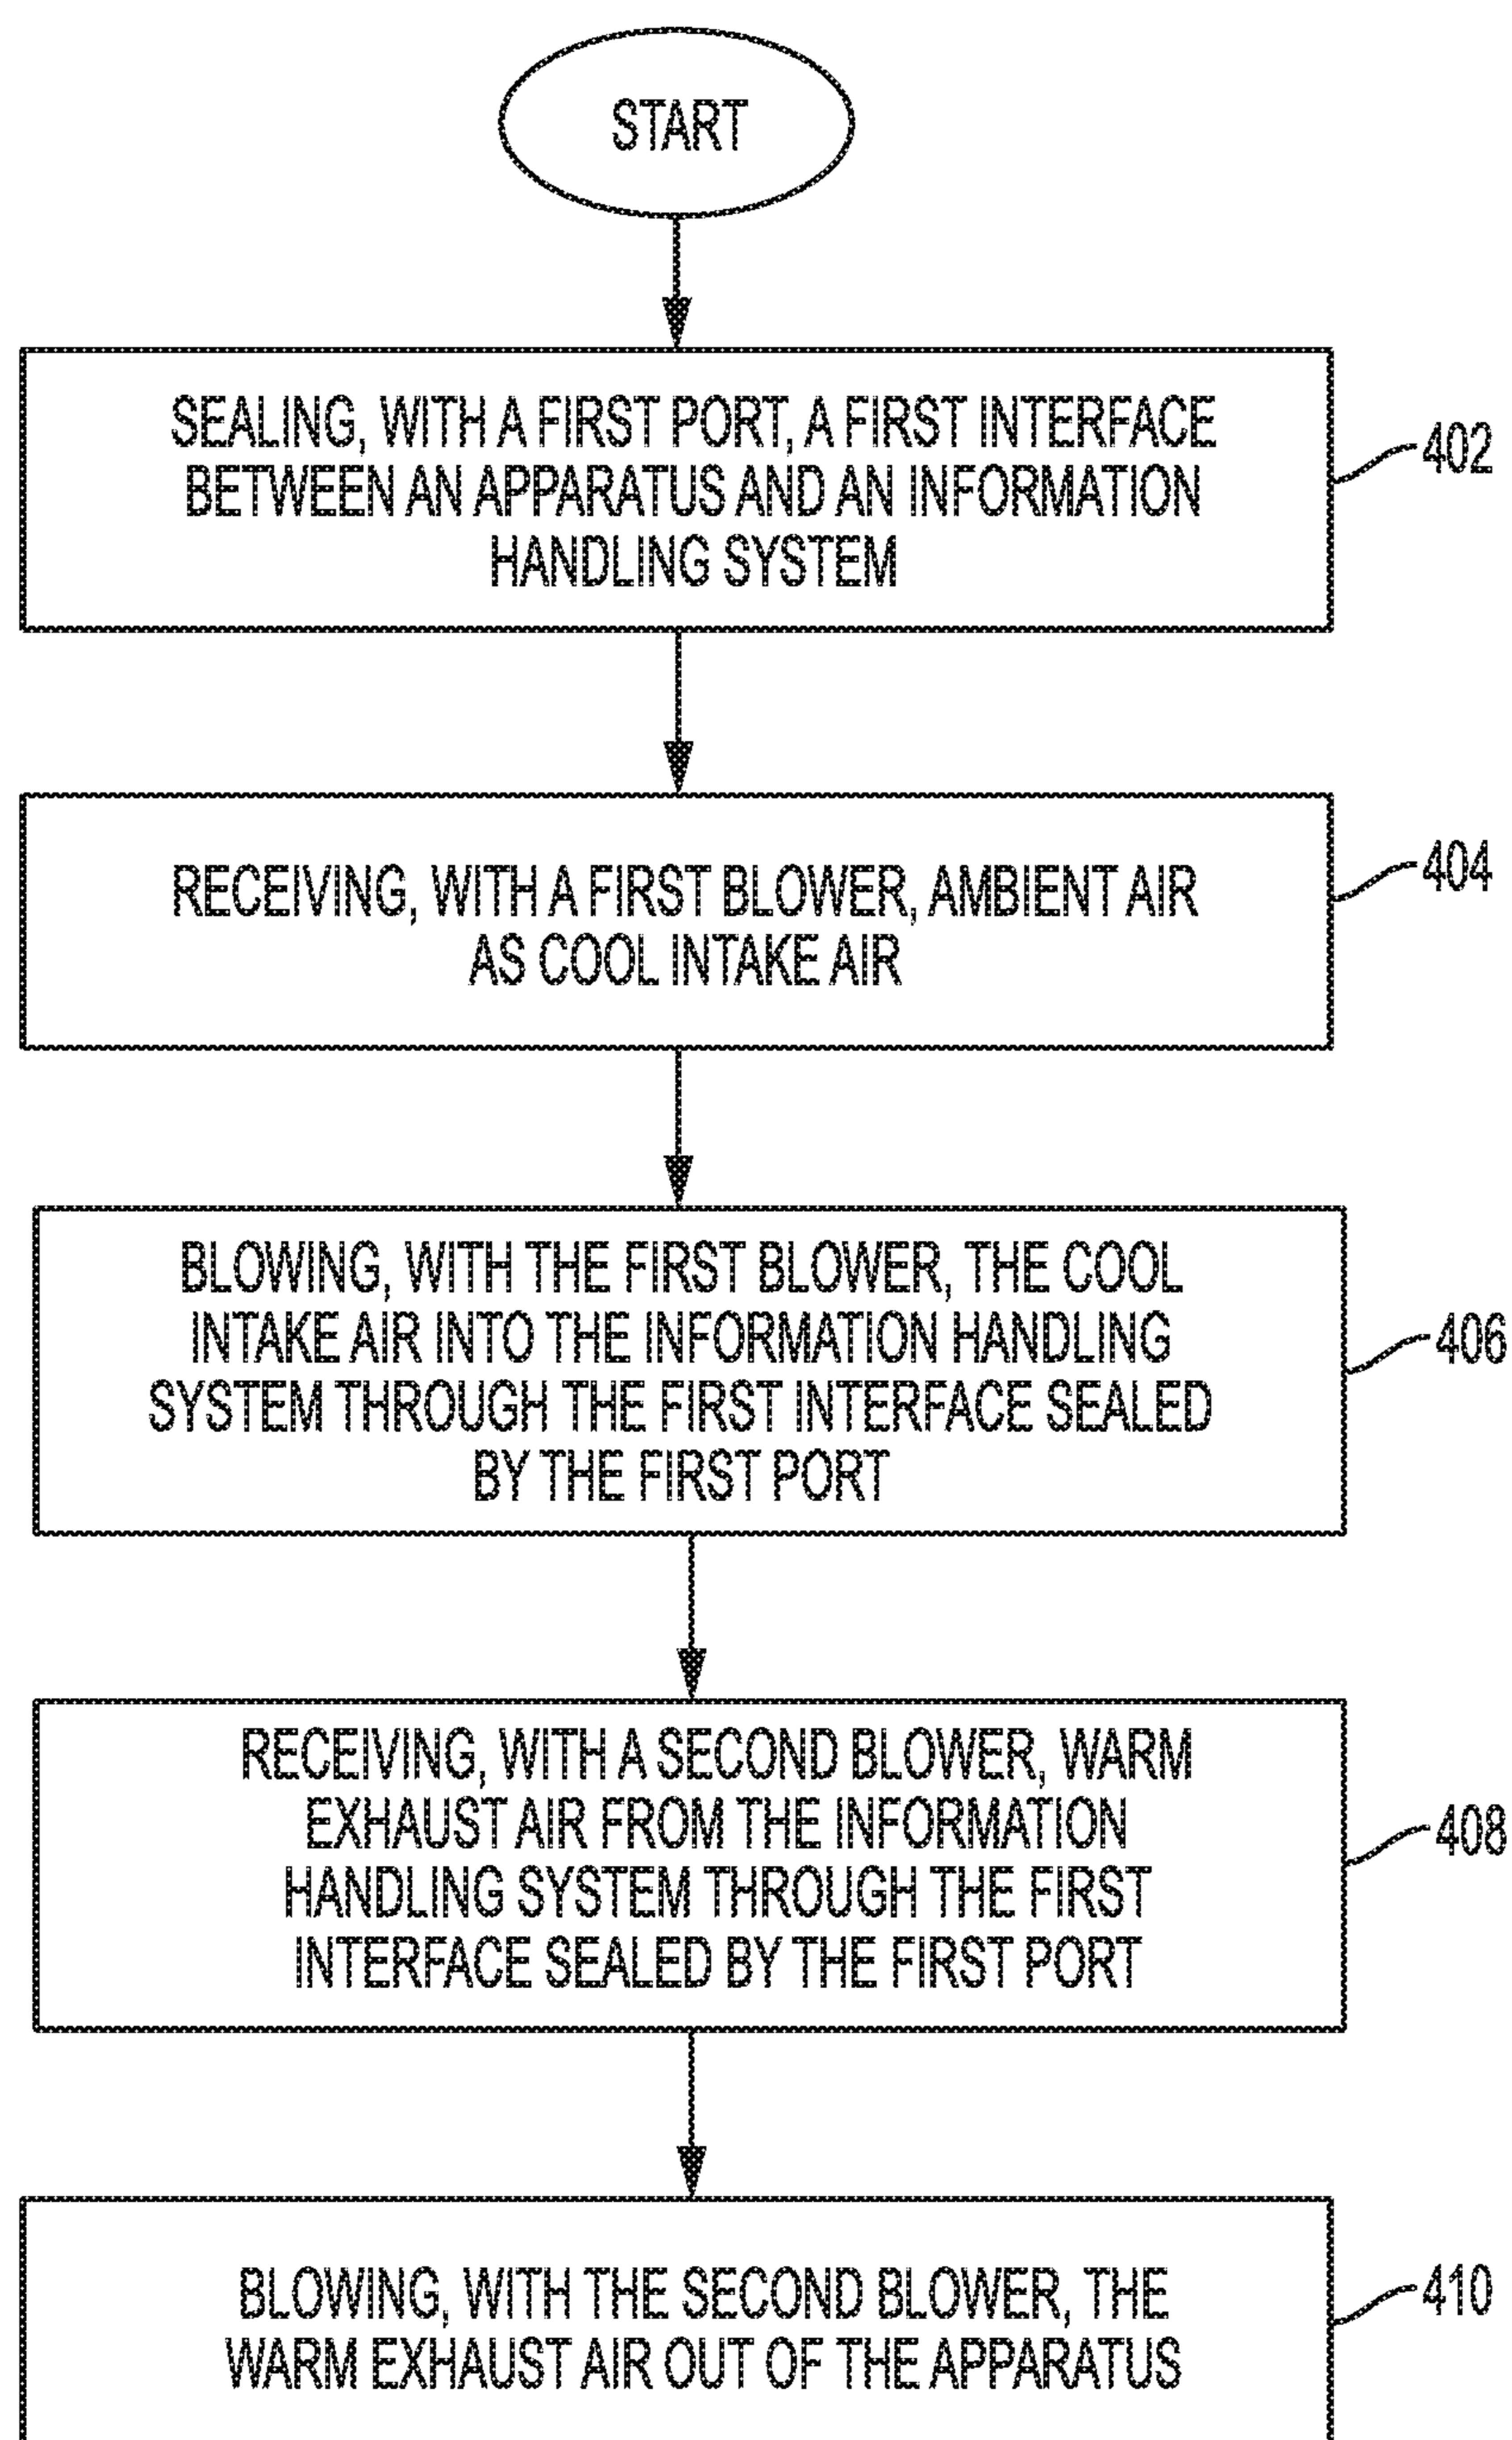 START
SEALING, WITH A FIRST PORT, A FIRST INTERFACE
BETWEEN AN APPARATUS AND AN INFORMATION
HANDLING SYSTEM
402
RECEIVING, WITH A FIRST BLOWER, AMBIENT AIR
AS COOL INTAKE AIR
404
BLOWING, WITH THE FIRST BLOWER, THE COOL
INTAKE AIR INTO THE INFORMATION HANDLING
SYSTEM THROUGH THE FIRST INTERFACE SEALED
BY THE FIRST PORT
406
RECEIVING, WITH A SECOND BLOWER, WARM
EXHAUST AIR FROM THE INFORMATION
HANDLING SYSTEM THROUGH THE FIRST
INTERFACE SEALED BY THE FIRST PORT
408
BLOWING, WITH THE SECOND BLOWER, THE
WARM EXHAUST AIR OUT OF THE APPARATUS
410